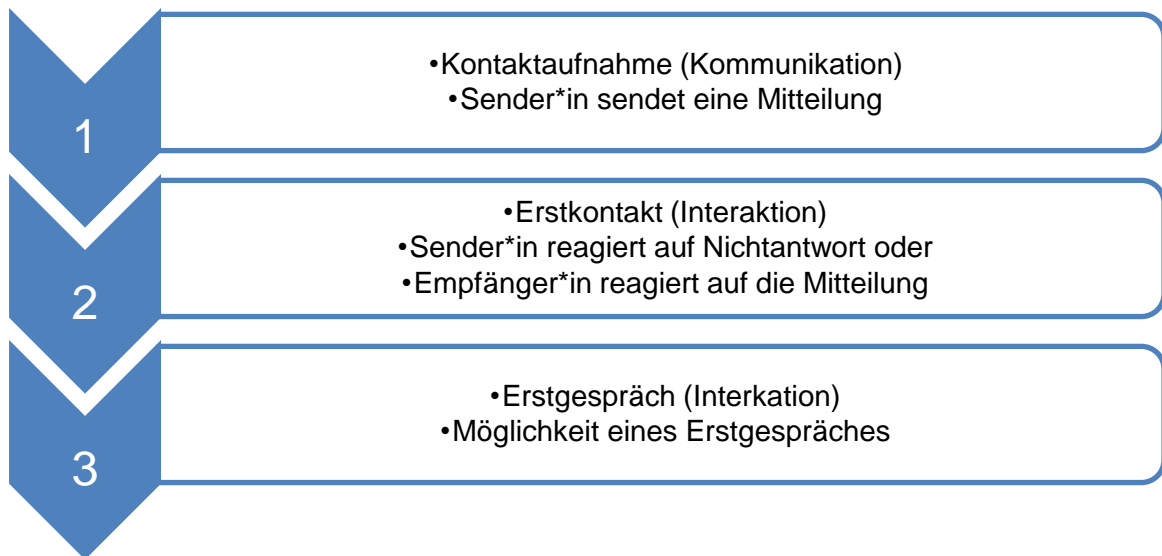 1
•Kontaktaufnahme (Kommunikation)
•Sender*in sendet eine Mitteilung
2
•Erstkontakt (Interaktion)
•Sender*in reagiert auf Nichtantwort oder
•Empfänger*in reagiert auf die Mitteilung
3
•Erstgespräch (Interkation)
•Möglichkeit eines Erstgespräches